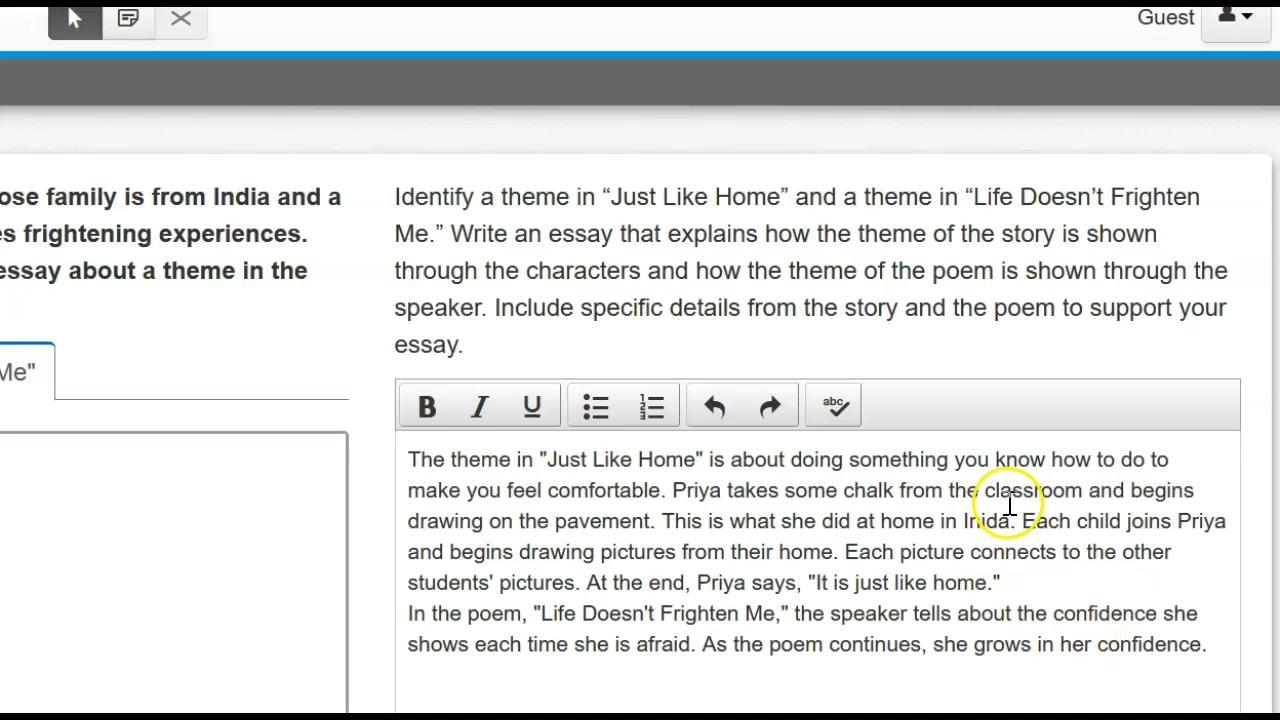 Guest
ose family is from India and a
es frightening experiences.
essay about a theme in the
Me"
Identify a theme in “Just Like Home” and a theme in “Life Doesn’t Frighten
Me.” Write an essay that explains how the theme of the story is shown
through the characters and how the theme of the poem is shown through the
speaker. Include specific details from the story and the poem to support your
essay.
B I U
abc
The theme in "Just Like Home" is about doing something you know how to do to
make you feel comfortable. Priya takes some chalk from the classroom and begins
drawing on the pavement. This is what she did at home in Inida. Each child joins Priya
and begins drawing pictures from their home. Each picture connects to the other
students' pictures. At the end, Priya says, "It is just like home."
In the poem, "Life Doesn't Frighten Me," the speaker tells about the confidence she
shows each time she is afraid. As the poem continues, she grows in her confidence.